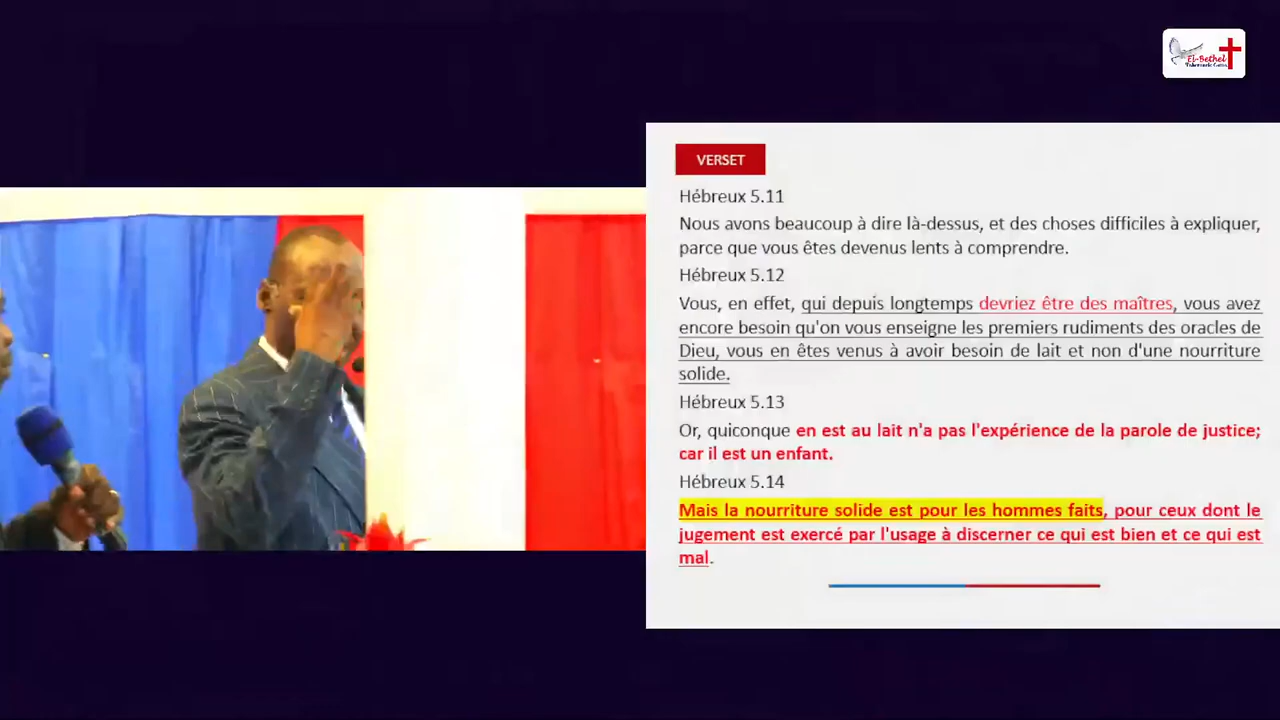 El-Bethel
VERSET
Hébreux 5.11
Nous avons beaucoup à dire là-dessus, et des choses difficiles à expliquer,
parce que vous êtes devenus lents à comprendre.
Hébreux 5.12
Vous, en effet, qui depuis longtemps devriez être des maîtres, vous avez
encore besoin qu'on vous enseigne les premiers rudiments des oracles de
Dieu, vous en êtes venus à avoir besoin de lait et non d'une nourriture
solide.
Hébreux 5.13
Or, quiconque en est au lait n'a pas l'expérience de la parole de justice;
car il est un enfant.
Hébreux 5.14
Mais la nourriture solide est pour les hommes faits, pour ceux dont le
jugement est exercé par l'usage à discerner ce qui est bien et ce qui est
mal.